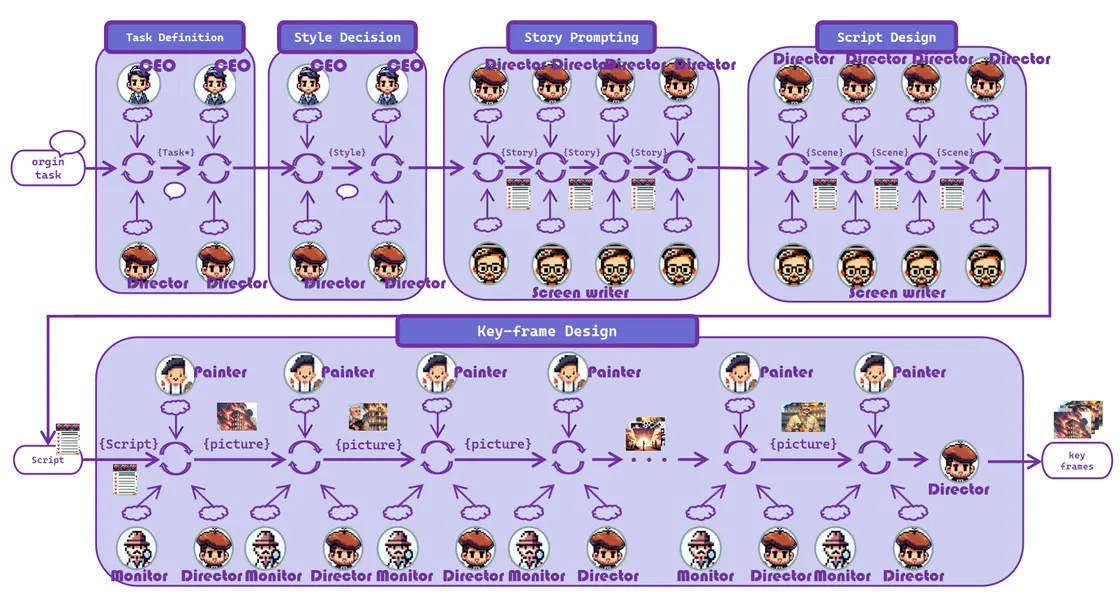 Task Definition
Style Decision
Story Prompting
Script Design
CEO
CEO
CEO
CEO
Director
Director
Director
Director
Director
Director
Director
Director
orgin
task
{Task*}
{Style}
{Story}
{Story}
{Story}
{Scene}
{Scene}
{Scene}
Director
Director
Director
Director
Screen writer
Screen writer
Key-frame Design
Painter
Painter
Painter
Painter
Painter
Painter
Script
{Script}
{picture}
{picture}
{picture}
...
{picture}
key
frames
Director
Monitor
Director
Monitor
Director
Monitor
Director
Monitor
Director
Monitor
Director
Monitor
Director